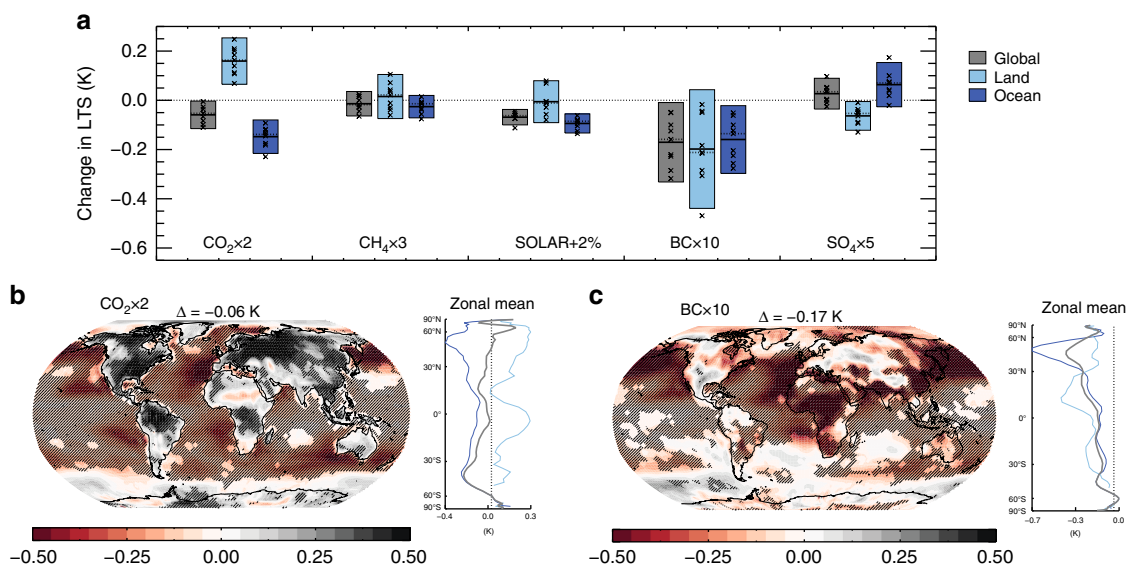 a
Change in LTS (K)
0.2
0.0
−0.2
−0.4
−0.6
CO2×2
CH4×3
SOLAR+2%
BC×10
SO4×5
Global
Land
Ocean
b
CO2×2
Δ = −0.06 K
Zonal mean
90°N
60°N
30°N
0°
30°S
60°S
90°S
−0.4
0.0
0.3
(K)
−0.50
−0.25
0.00
0.25
0.50
c
BC×10
Δ = −0.17 K
Zonal mean
90°N
60°N
30°N
0°
30°S
60°S
90°S
−0.7
−0.3
0.0
(K)
−0.50
−0.25
0.00
0.25
0.50